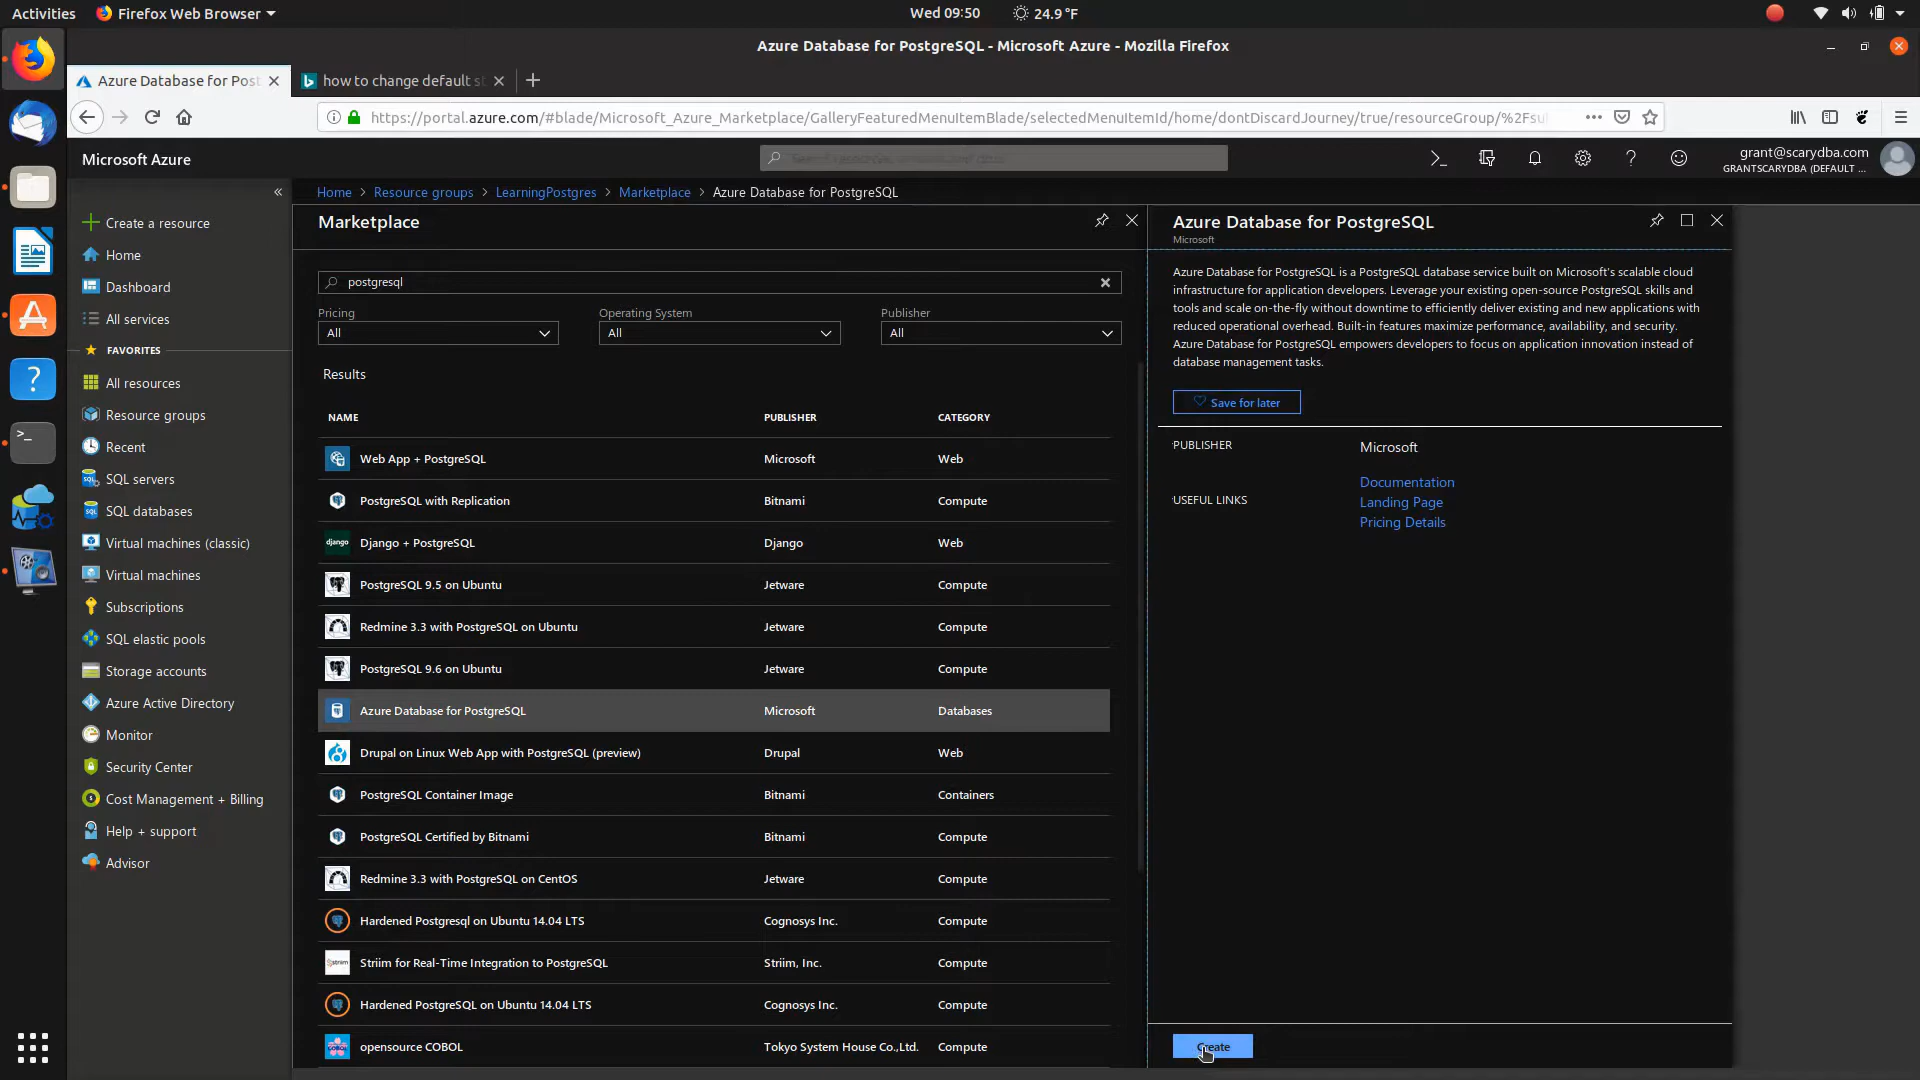 Activities
Firefox Web Browser
Wed 09:50
24.9 °F
Azure Database for PostgreSQL - Microsoft Azure - Mozilla Firefox
Azure Database for Post
how to change default s
https://portal.azure.com/#blade/Microsoft_Azure_Marketplace/GalleryFeaturedMenuItemBlade/selectedMenuItemId/home/dontDiscardJourney/true/resourceGroup/%2Fsu
Microsoft Azure
grant@scarydba.com
GRANTSCARYDBA (DEFAULT ...
Home > Resource groups > LearningPostgres > Marketplace > Azure Database for PostgreSQL
Create a resource
Home
Dashboard
All services
FAVORITES
All resources
Resource groups
Recent
SQL servers
SQL databases
Virtual machines (classic)
Virtual machines
Subscriptions
SQL elastic pools
Storage accounts
Azure Active Directory
Monitor
Security Center
Cost Management + Billing
Help + support
Advisor
Marketplace
postgresql
Pricing
Operating System
Publisher
All
All
All
Results
NAME PUBLISHER CATEGORY
Web App + PostgreSQL Microsoft Web
PostgreSQL with Replication Bitnami Compute
django Django + PostgreSQL Django Web
PostgreSQL 9.5 on Ubuntu Jetware Compute
Redmine 3.3 with PostgreSQL on Ubuntu Jetware Compute
PostgreSQL 9.6 on Ubuntu Jetware Compute
Azure Database for PostgreSQL Microsoft Databases
Drupal on Linux Web App with PostgreSQL (preview) Drupal Web
PostgreSQL Container Image Bitnami Containers
PostgreSQL Certified by Bitnami Bitnami Compute
Redmine 3.3 with PostgreSQL on CentOS Jetware Compute
Hardened Postgresql on Ubuntu 14.04 LTS Cognosys Inc. Compute
striim Striim for Real-Time Integration to PostgreSQL Striim, Inc. Compute
Hardened PostgreSQL on Ubuntu 14.04 LTS Cognosys Inc. Compute
opensource COBOL Tokyo System House Co.,Ltd. Compute
Azure Database for PostgreSQL
Microsoft
Azure Database for PostgreSQL is a PostgreSQL database service built on Microsoft's scalable cloud
infrastructure for application developers. Leverage your existing open-source PostgreSQL skills and
tools and scale on-the-fly without downtime to efficiently deliver existing and new applications with
reduced operational overhead. Built-in features maximize performance, availability, and security.
Azure Database for PostgreSQL empowers developers to focus on application innovation instead of
database management tasks.
Save for later
PUBLISHER
Microsoft
USEFUL LINKS
Documentation
Landing Page
Pricing Details
Create